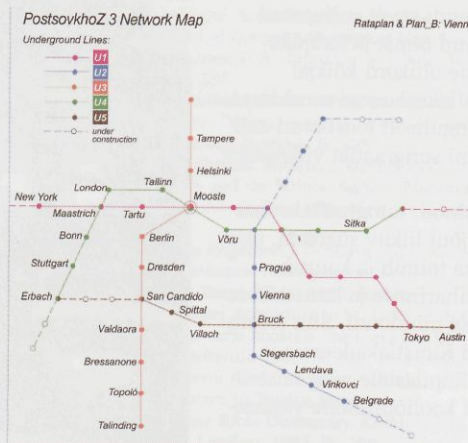 PostsovkhoZ 3 Network Map
Rataplan & Plan_B: Vienn
Underground Lines:
U1
U2
U3
U4
U5
under
construction
Tampere
Helsinki
London
Tallinn
Mooste
New York
Maastrich
Tartu
Sitka
Bonn
Berlin
Võru
Stuttgart
Dresden
Prague
Erbach
San Candido
Vienna
Spittal
Villach
Bruck
Tokyo
Austin
Valdaora
Stegersbach
Bressanone
Lendava
Vinkovci
Topoló
Belgrade
Talinding